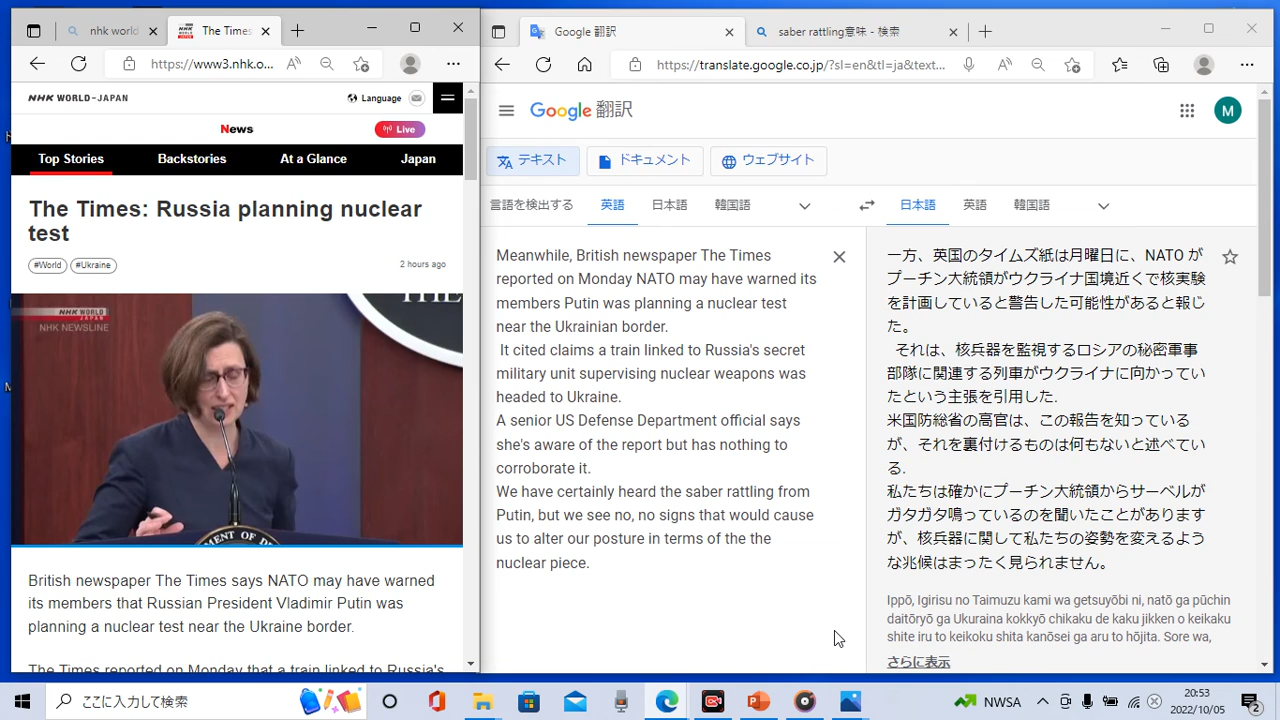 nhk world
The Times
https://www3.nhk.o...
NHK WORLD-JAPAN
Language
News
Live
Top Stories
Backstories
At a Glance
Japan
The Times: Russia planning nuclear
test
#World
#Ukraine
2 hours ago
NHK WORLD
JAPAN
NHK NEWSLINE
British newspaper The Times says NATO may have warned
its members that Russian President Vladimir Putin was
planning a nuclear test near the Ukraine border.
The Times reported on Monday that a train linked to Russia's
Google 翻訳
saber rattling意味 - 検索
https://translate.google.co.jp/?sl=en&tl=ja&text...
Google 翻訳
M
テキスト
ドキュメント
ウェブサイト
言語を検出する
英語
日本語
韓国語
日本語
英語
韓国語
Meanwhile, British newspaper The Times
reported on Monday NATO may have warned its
members Putin was planning a nuclear test
near the Ukrainian border.
It cited claims a train linked to Russia's secret
military unit supervising nuclear weapons was
headed to Ukraine.
A senior US Defense Department official says
she's aware of the report but has nothing to
corroborate it.
We have certainly heard the saber rattling from
Putin, but we see no, no signs that would cause
us to alter our posture in terms of the the
nuclear piece.
一方、英国のタイムズ紙は月曜日に、NATO が
プーチン大統領がウクライナ国境近くで核実験
を計画していると警告した可能性があると報じ
た。
それは、核兵器を監視するロシアの秘密軍事
部隊に関連する列車がウクライナに向かってい
たという主張を引用した.
米国防総省の高官は、この報告を知っている
が、それを裏付けるものは何もないと述べてい
る.
私たちは確かにプーチン大統領からサーベルが
ガタガタ鳴っているのを聞いたことがあります
が、核兵器に関して私たちの姿勢を変えるよう
な兆候はまったく見られません。
Ippō, Igirisu no Taimuzu kami wa getsuyōbi ni, natō ga pūchin
daitōryō ga Ukuraina kokkyō chikaku de kaku jikken o keikaku
shite iru to keikoku shita kanōsei ga aru to hōjita. Sore wa,
さらに表示
ここに入力して検索
NWSA
20:53
2022/10/05
2